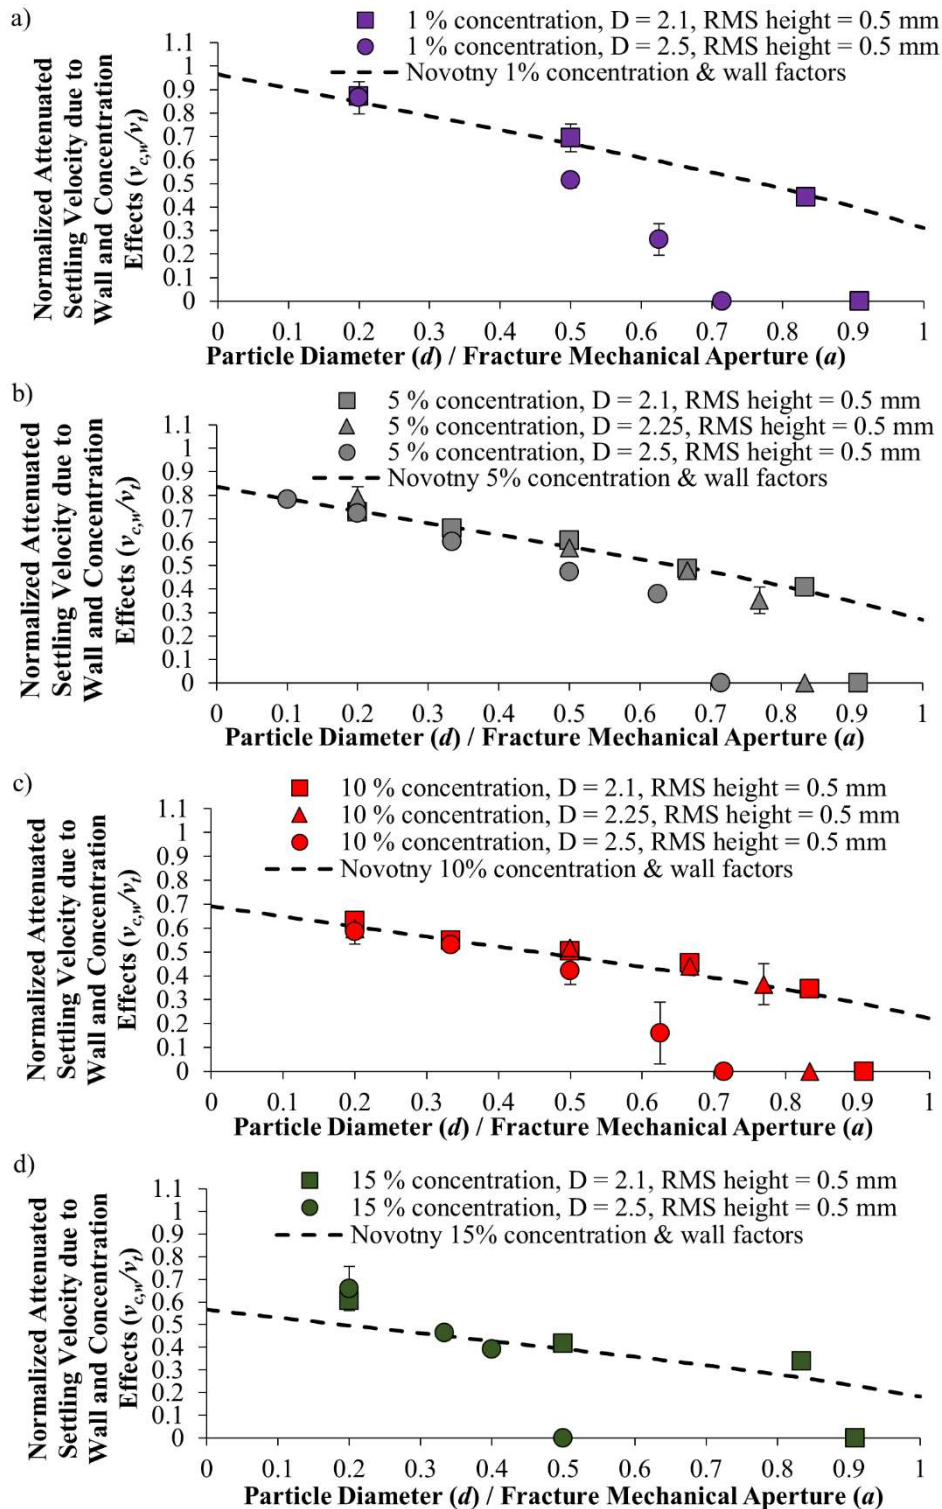 a)
1 % concentration, D = 2.1, RMS height = 0.5 mm
1 % concentration, D = 2.5, RMS height = 0.5 mm
Novotny 1% concentration & wall factors
Normalized Attenuated
Settling Velocity due to
Wall and Concentration
Effects (v_{c,w}/v_t)
1.1
1
0.9
0.8
0.7
0.6
0.5
0.4
0.3
0.2
0.1
0
0 0.1 0.2 0.3 0.4 0.5 0.6 0.7 0.8 0.9 1
Particle Diameter (d) / Fracture Mechanical Aperture (a)
b)
5 % concentration, D = 2.1, RMS height = 0.5 mm
5 % concentration, D = 2.25, RMS height = 0.5 mm
5 % concentration, D = 2.5, RMS height = 0.5 mm
Novotny 5% concentration & wall factors
Normalized Attenuated
Settling Velocity due to
Wall and Concentration
Effects (v_{c,w}/v_t)
1.1
1
0.9
0.8
0.7
0.6
0.5
0.4
0.3
0.2
0.1
0
0 0.1 0.2 0.3 0.4 0.5 0.6 0.7 0.8 0.9 1
Particle Diameter (d) / Fracture Mechanical Aperture (a)
c)
10 % concentration, D = 2.1, RMS height = 0.5 mm
10 % concentration, D = 2.25, RMS height = 0.5 mm
10 % concentration, D = 2.5, RMS height = 0.5 mm
Novotny 10% concentration & wall factors
Normalized Attenuated
Settling Velocity due to
Wall and Concentration
Effects (v_{c,w}/v_t)
1.1
1
0.9
0.8
0.7
0.6
0.5
0.4
0.3
0.2
0.1
0
0 0.1 0.2 0.3 0.4 0.5 0.6 0.7 0.8 0.9 1
Particle Diameter (d) / Fracture Mechanical Aperture (a)
d)
15 % concentration, D = 2.1, RMS height = 0.5 mm
15 % concentration, D = 2.5, RMS height = 0.5 mm
Novotny 15% concentration & wall factors
Normalized Attenuated
Settling Velocity due to
Wall and Concentration
Effects (v_{c,w}/v_t)
1.1
1
0.9
0.8
0.7
0.6
0.5
0.4
0.3
0.2
0.1
0
0 0.1 0.2 0.3 0.4 0.5 0.6 0.7 0.8 0.9 1
Particle Diameter (d) / Fracture Mechanical Aperture (a)